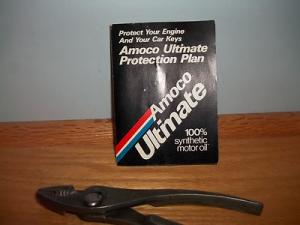 Protect Your Engine
And Your Car Keys
Amoco Ultimate
Protection Plan
Amoco
Ultimate
100%
synthetic
motor oil